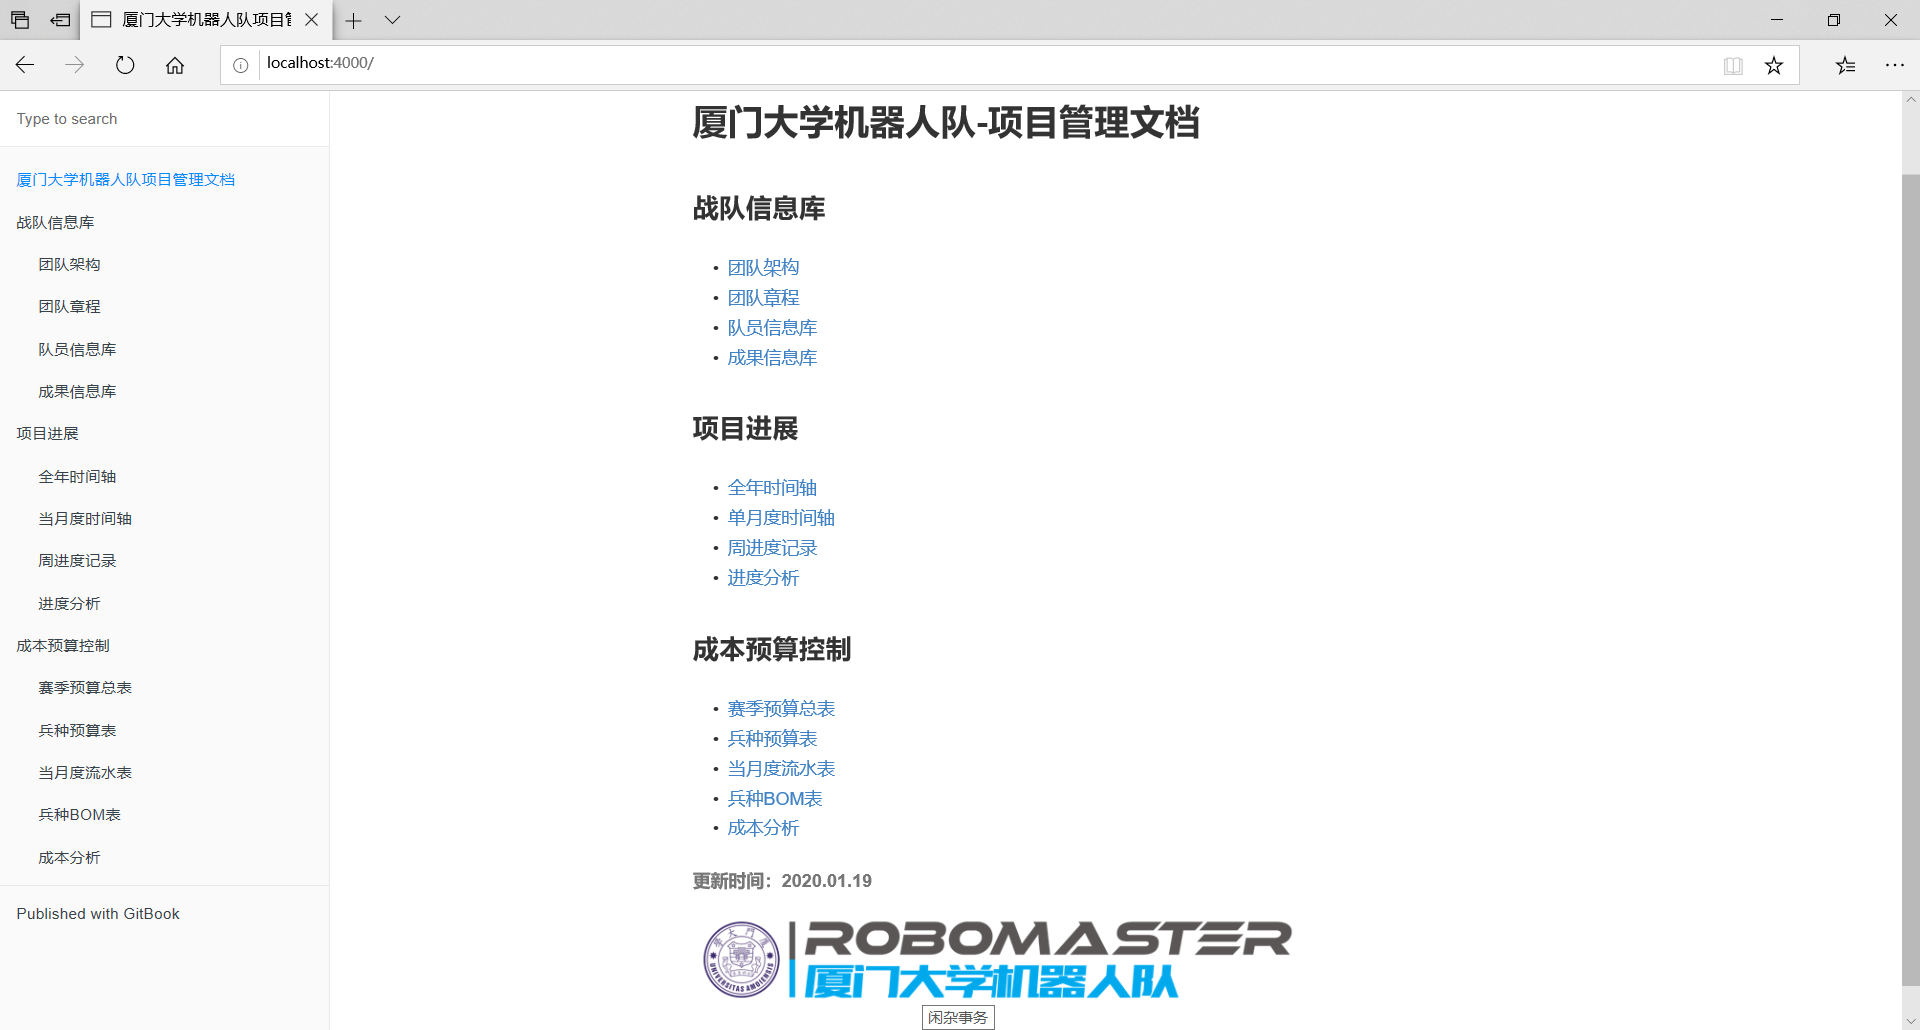 厦门大学机器人队项目管
localhost:4000/
Type to search
厦门大学机器人队项目管理文档
战队信息库
团队架构
团队章程
队员信息库
成果信息库
项目进展
全年时间轴
当月度时间轴
周进度记录
进度分析
成本预算控制
赛季预算总表
兵种预算表
当月度流水表
兵种BOM表
成本分析
Published with GitBook
厦门大学机器人队-项目管理文档
战队信息库
• 团队架构
• 团队章程
• 队员信息库
• 成果信息库
项目进展
• 全年时间轴
• 单月度时间轴
• 周进度记录
• 进度分析
成本预算控制
• 赛季预算总表
• 兵种预算表
• 当月度流水表
• 兵种BOM表
• 成本分析
更新时间：2020.01.19
學大門廈
UNIVERSITAS AMOIENSIS
ROBOMASTER
厦门大学机器人队
闲杂事务